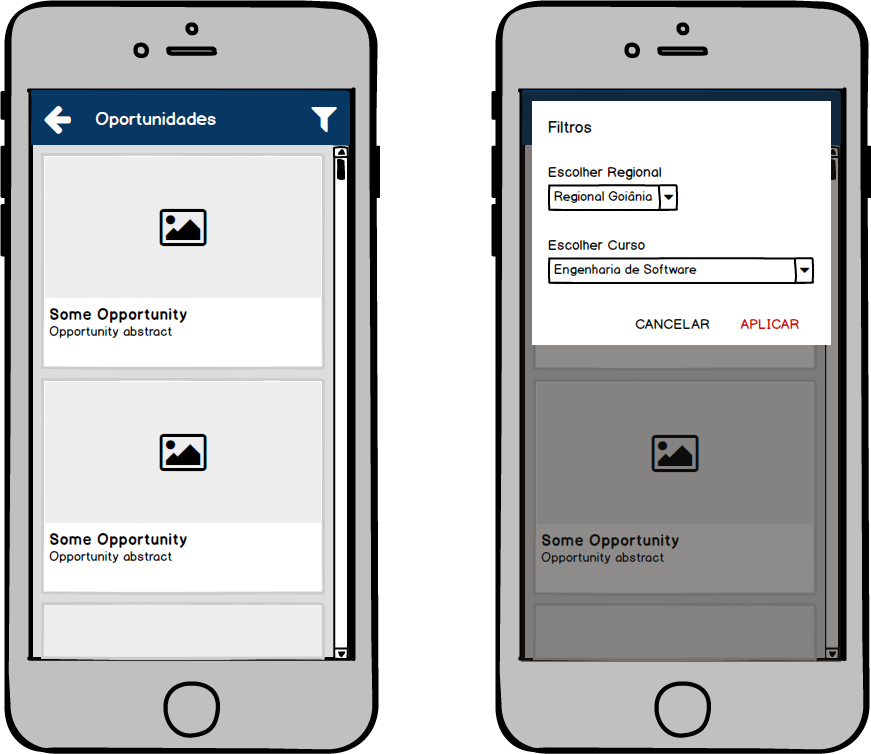 Oportunidades
Some Opportunity
Opportunity abstract
Some Opportunity
Opportunity abstract
Filtros
Escolher Regional
Regional Goiânia
Escolher Curso
Engenharia de Software
CANCELAR APLICAR
Some Opportunity
Opportunity abstract